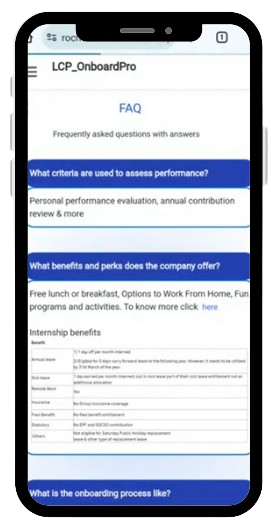 roch
1
LCP_OnboardPro
FAQ
Frequently asked questions with answers
What criteria are used to assess performance?
Personal performance evaluation, annual contribution
review & more
What benefits and perks does the company offer?
Free lunch or breakfast, Options to Work From Home, Fun
programs and activities. To know more click here
Internship benefits
Benefit
1) 1 day off per month interned
Annual leave
2) Eligible for 5 days carry forward leave to the following year. However, it needs to be utilized
by 31st March of the year.
Sick leave
1 day earned per month interned; sick in sick leave part of their sick leave entitlement not an
additional allocation
Remote Work
Yes
Insurance
No Group Insurance coverage
Flexi Benefit
No flexi benefit entitlement
Statutory
No EPF and SOCSO contribution
Others
Not eligible for Saturday Public Holiday replacement
leave & other type of replacement leave
What is the onboarding process like?